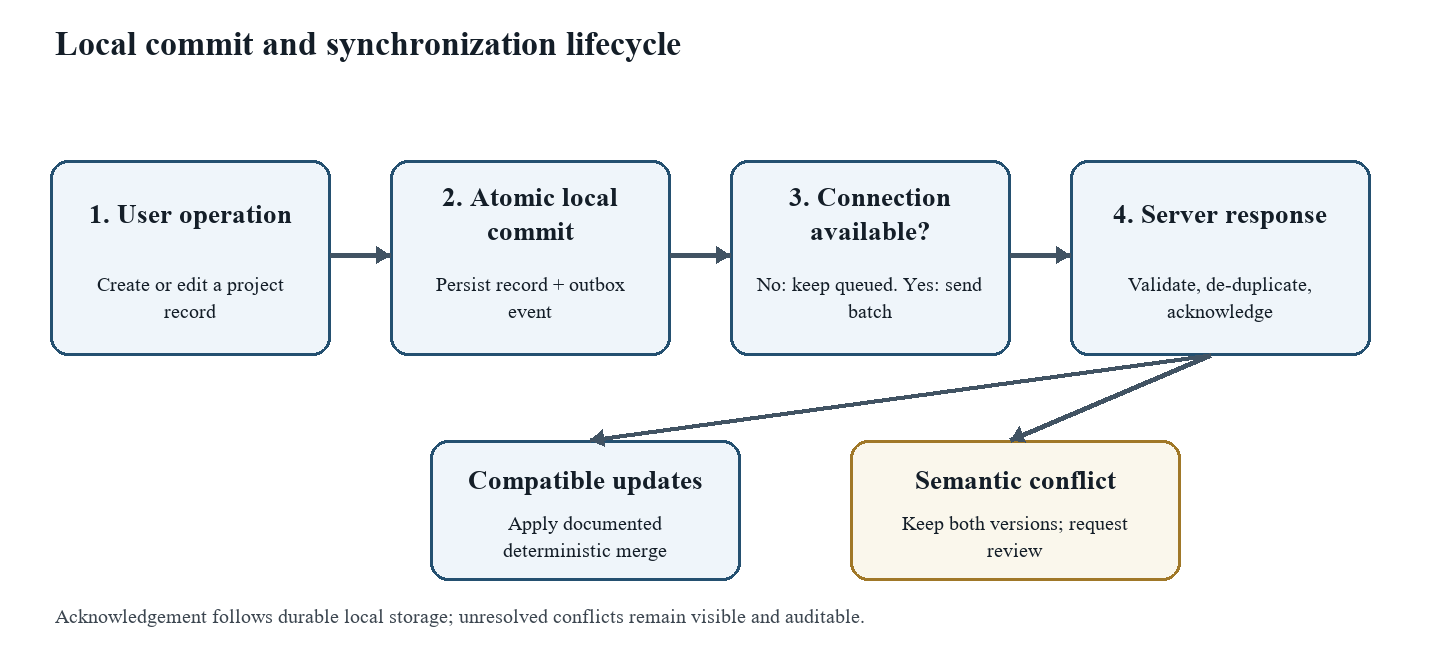 Local commit and synchronization lifecycle
1. User operation
Create or edit a project
record
2. Atomic local
commit
Persist record + outbox
event
3. Connection
available?
No: keep queued. Yes: send
batch
4. Server response
Validate, de-duplicate,
acknowledge
Compatible updates
Apply documented
deterministic merge
Semantic conflict
Keep both versions; request
review
Acknowledgement follows durable local storage; unresolved conflicts remain visible and auditable.